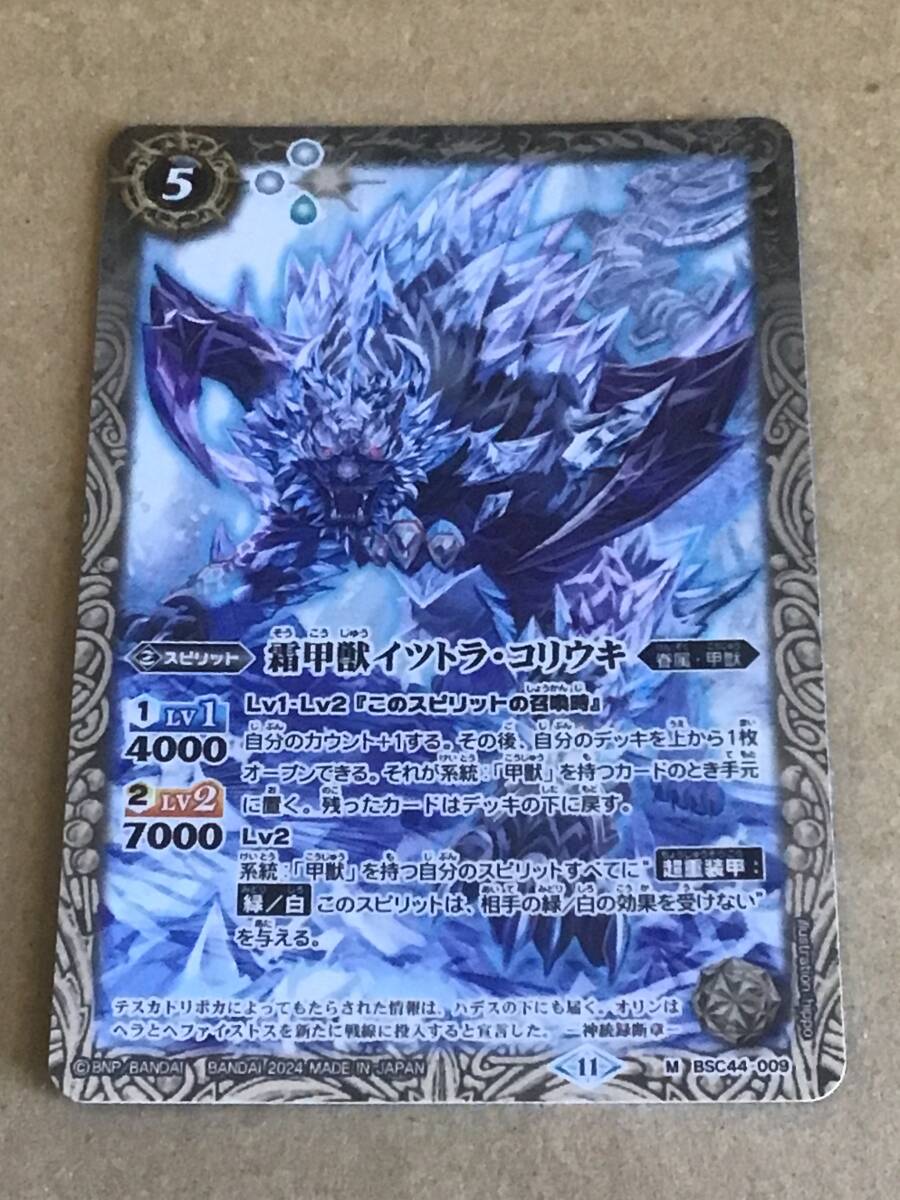 5
② スピリット
霜甲獣イツトラ・コリウキ
そうこうじゅう
脊尾・甲獣
1 LV1
4000
2 LV2
7000
Lv1・Lv2『このスピリットの召喚時』
自分のカウント+1する。その後、自分のデッキを上から1枚
オープンできる。それが系統:「甲獣」を持つカードのとき手元
に置く。残ったカードはデッキの下に戻す。
Lv2
系統:「甲獣」を持つ自分のスピリットすべてに"超重装甲:
緑/白 このスピリットは、相手の緑/白の効果を受けない"
を与える。
テスカトリポカによってもたらされた情報は、ハデスの下にも届く。オリンは
ヘラとヘファイストスを新たに戦線に投入すると宣言した。 ―神統録断章―
Illustration hippo
©BNP BANDAI BANDAI 2024 MADE IN JAPAN
11
M BSC44-009